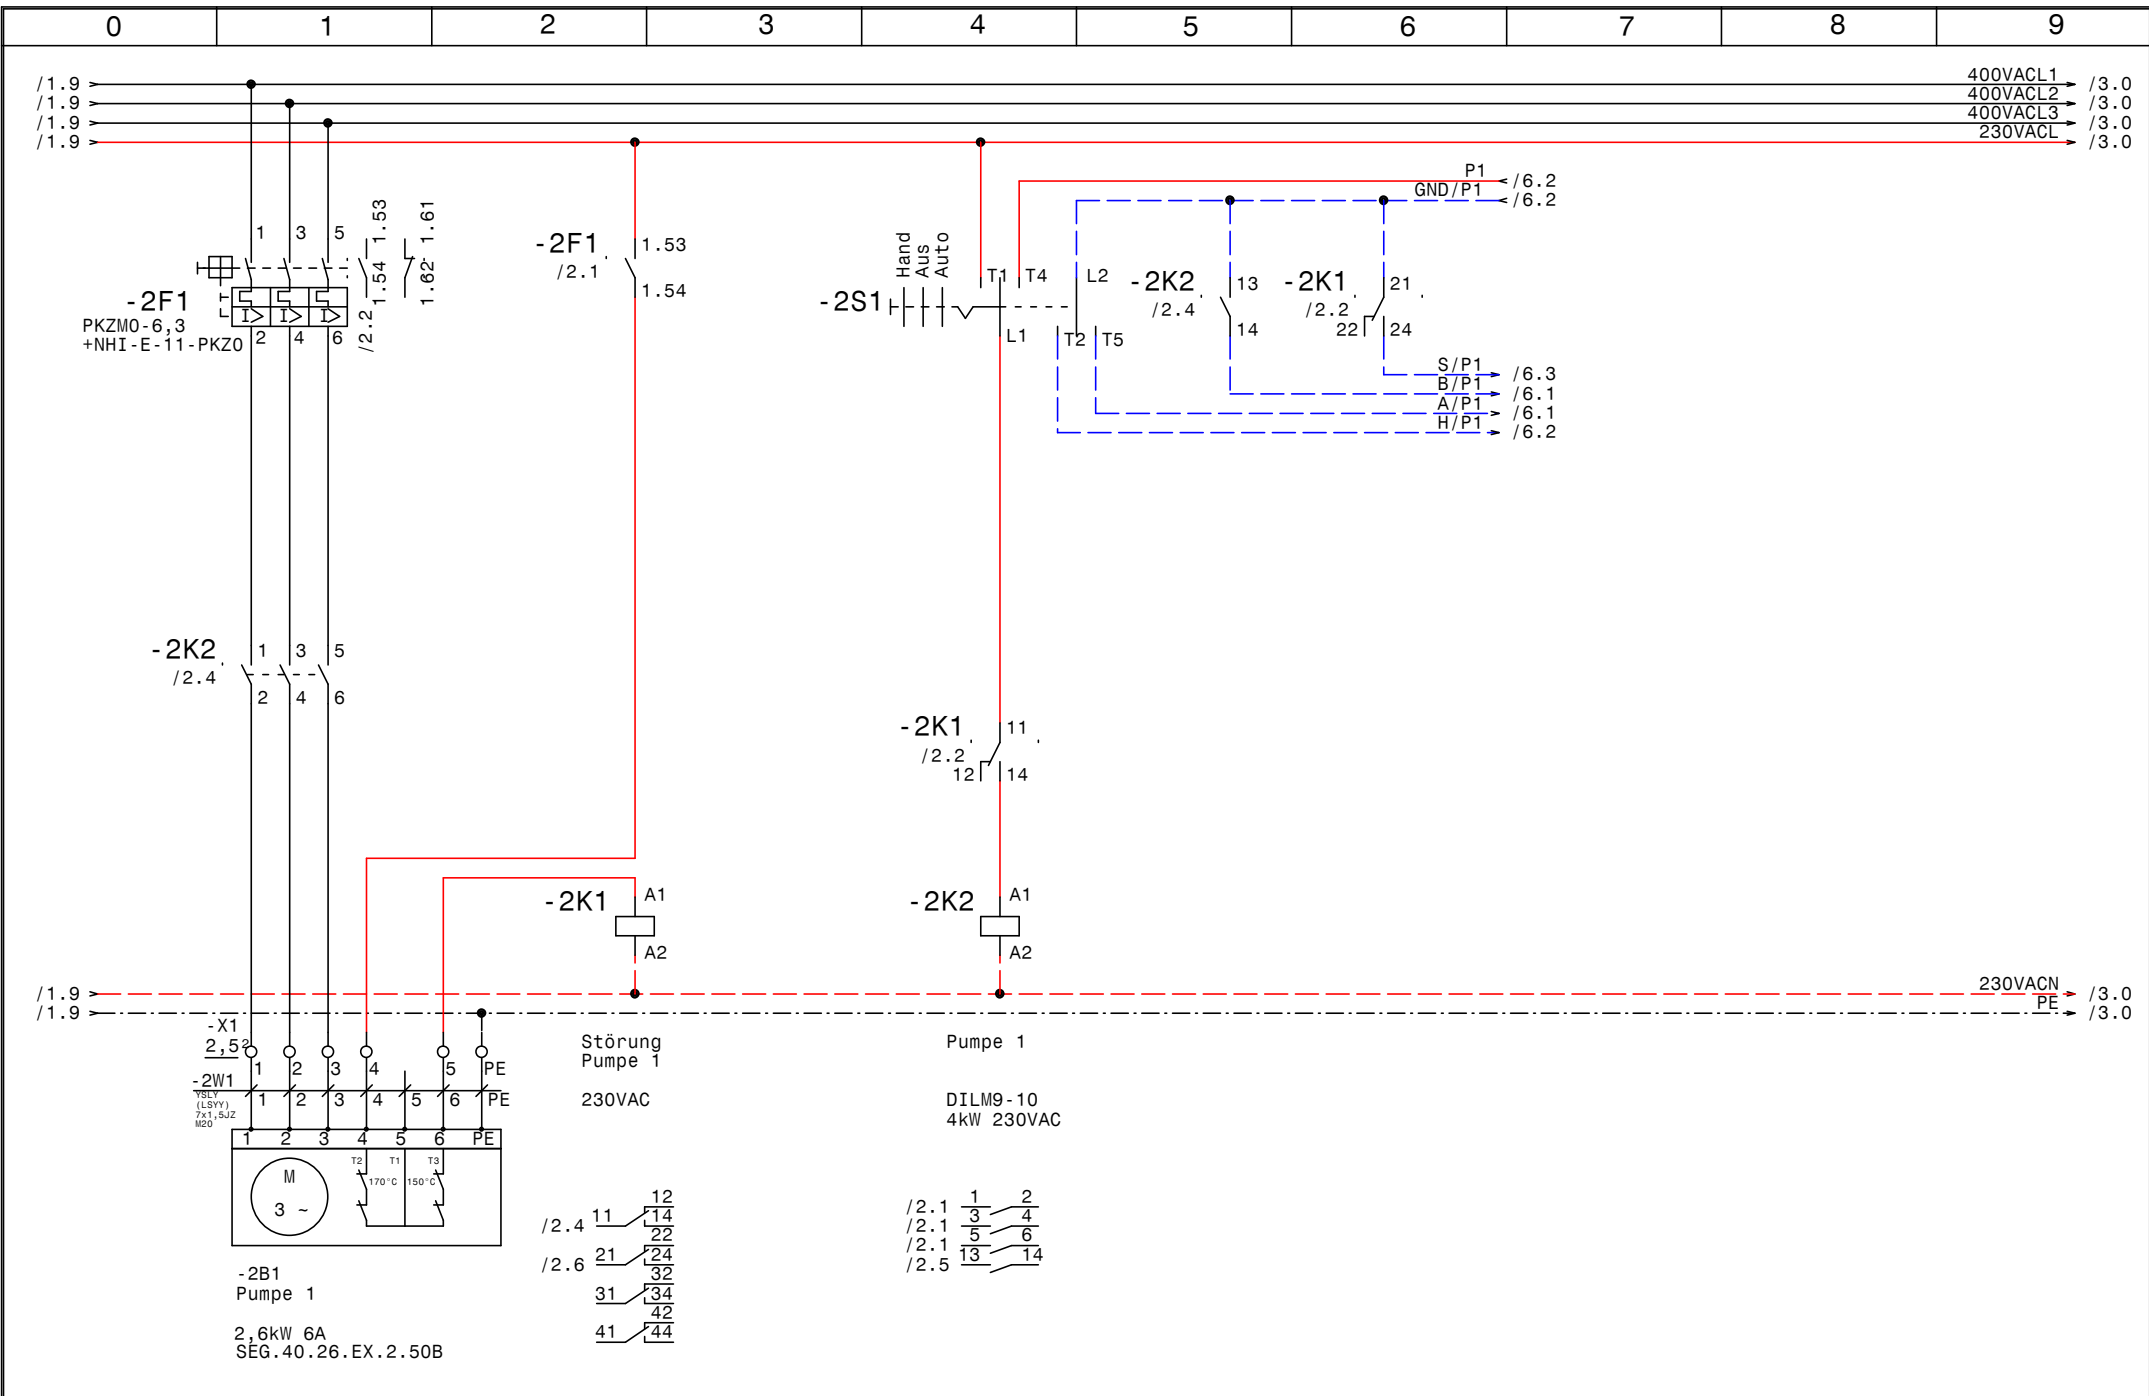 0 1 2 3 4 5 6 7 8 9
/1.9 400VACL1 /3.0
/1.9 400VACL2 /3.0
/1.9 400VACL3 /3.0
/1.9 230VACL /3.0
P1 /6.2
GND/P1 /6.2
1 3 5 1.53 1.61
1.54 1.62
-2F1
PKZMO-6,3
+NHI-E-11-PKZO
2 4 6 /2.2
-2F1 1.53
/2.1 1.54
Hand
Aus
Auto
-2S1
T1 T4 L2
L1 T2 T5
-2K2 13
/2.4 14
-2K1 21
/2.2
22 24
S/P1 /6.3
B/P1 /6.1
A/P1 /6.1
H/P1 /6.2
-2K2 1 3 5
/2.4
2 4 6
-2K1 11
/2.2
12 14
-2K1 A1
A2
-2K2 A1
A2
/1.9 230VACN /3.0
/1.9 PE /3.0
-X1
2,5²
1 2 3 4 5 PE
-2W1
YSLY
(LSYY)
7x1,5JZ
M20
1 2 3 4 5 6 PE
1 2 3 4 5 6 PE
T2 T1 T3
170°C 150°C
M
3 ~
-2B1
Pumpe 1
2,6kW 6A
SEG.40.26.EX.2.50B
Störung
Pumpe 1
230VAC
12
/2.4 11 14
22
/2.6 21 24
32
31 34
42
41 44
Pumpe 1
DILM9-10
4kW 230VAC
/2.1 1 2
/2.1 3 4
/2.1 5 6
/2.5 13 14